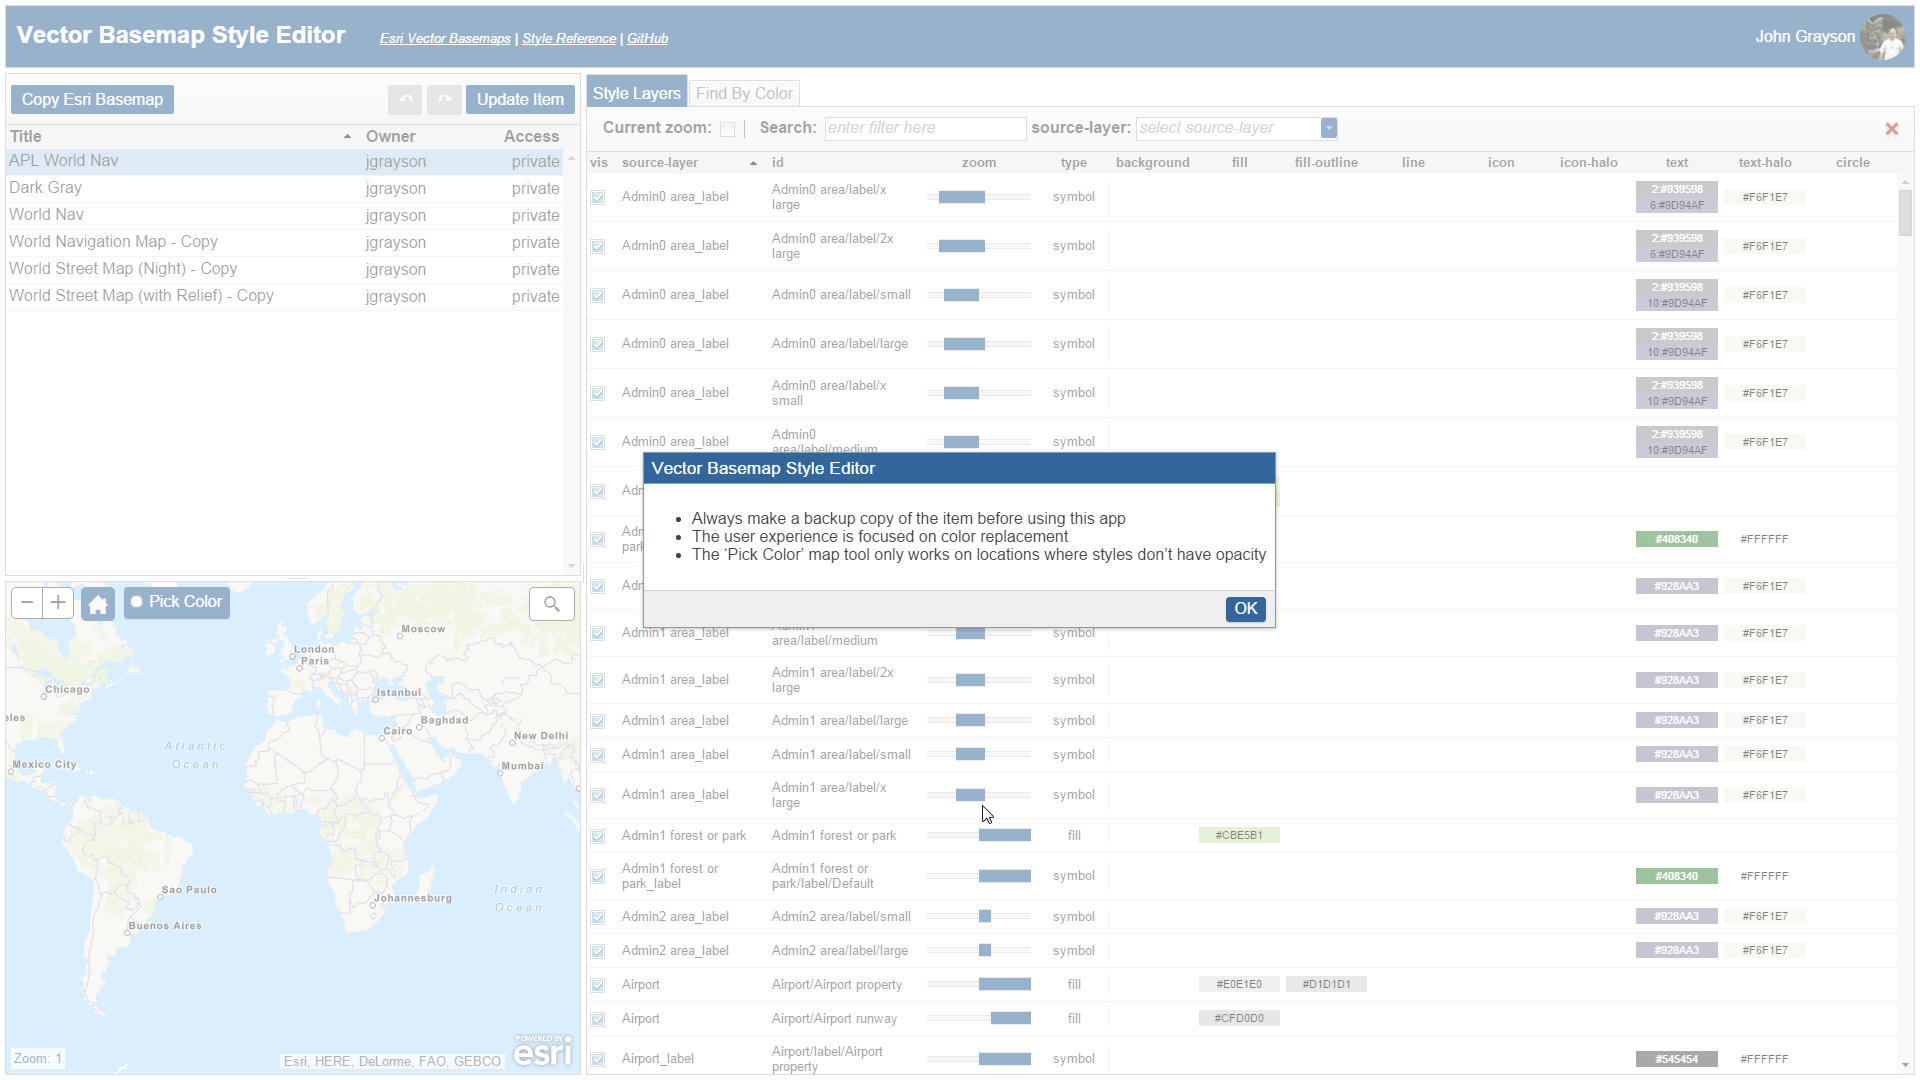 Vector Basemap Style Editor
Esri Vector Basemaps | Style Reference | GitHub
John Grayson
Copy Esri Basemap
Update Item
Title Owner Access
APL World Nav jgrayson private
Dark Gray jgrayson private
World Nav jgrayson private
World Navigation Map - Copy jgrayson private
World Street Map (Night) - Copy jgrayson private
World Street Map (with Relief) - Copy jgrayson private
Pick Color
Moscow
London
Paris
Chicago
Istanbul
eles
Baghdad
Cairo
New Delhi
Atlantic
Ocean
Mexico City
Mumbai
Sao Paulo
Johannesburg
Indian
Ocean
Buenos Aires
Zoom: 1
Esri, HERE, DeLorme, FAO, GEBCO
POWERED BY
esri
Style Layers Find By Color
Current zoom: | Search: enter filter here source-layer: select source-layer
vis source-layer id zoom type background fill fill-outline line icon icon-halo text text-halo circle
Admin0 area_label Admin0 area/label/x large symbol 2:#939598 6:#9D94AF #F6F1E7
Admin0 area_label Admin0 area/label/2x large symbol 2:#939598 6:#9D94AF #F6F1E7
Admin0 area_label Admin0 area/label/small symbol 2:#939598 10:#9D94AF #F6F1E7
Admin0 area_label Admin0 area/label/large symbol 2:#939598 10:#9D94AF #F6F1E7
Admin0 area_label Admin0 area/label/x small symbol 2:#939598 10:#9D94AF #F6F1E7
Admin0 area_label Admin0 area/label/medium symbol 2:#939598 10:#9D94AF #F6F1E7
Vector Basemap Style Editor
• Always make a backup copy of the item before using this app
• The user experience is focused on color replacement
• The ‘Pick Color’ map tool only works on locations where styles don’t have opacity
OK
#408340 #FFFFFF
#928AA3 #F6F1E7
Admin1 area_label area/label/medium symbol #928AA3 #F6F1E7
Admin1 area_label Admin1 area/label/2x large symbol #928AA3 #F6F1E7
Admin1 area_label Admin1 area/label/large symbol #928AA3 #F6F1E7
Admin1 area_label Admin1 area/label/small symbol #928AA3 #F6F1E7
Admin1 area_label Admin1 area/label/x large symbol #928AA3 #F6F1E7
Admin1 forest or park Admin1 forest or park fill #CBE5B1
Admin1 forest or park_label Admin1 forest or park/label/Default symbol #408340 #FFFFFF
Admin2 area_label Admin2 area/label/small symbol #928AA3 #F6F1E7
Admin2 area_label Admin2 area/label/large symbol #928AA3 #F6F1E7
Airport Airport/Airport property fill #E0E1E0 #D1D1D1
Airport Airport/Airport runway fill #CFD0D0
Airport_label Airport/label/Airport property symbol #545454 #FFFFFF